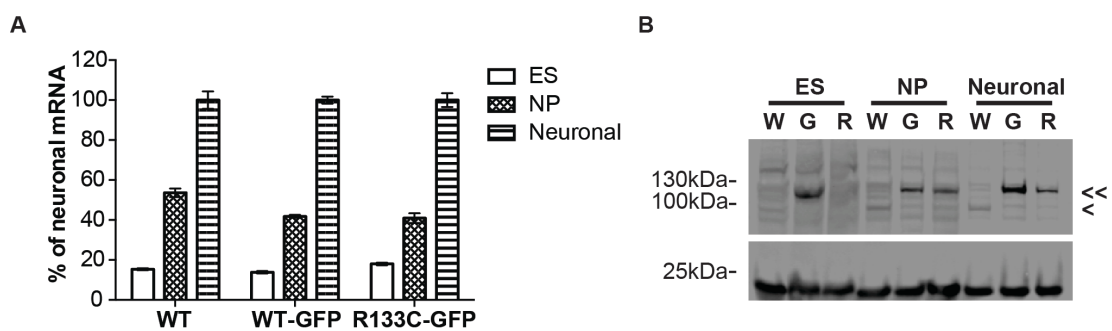 A
% of neuronal mRNA
120
100
80
60
40
20
0
WT
WT-GFP
R133C-GFP
ES
NP
Neuronal
B
ES NP Neuronal
W G R W G R W G R
130kDa-
100kDa-
25kDa-
<<
<